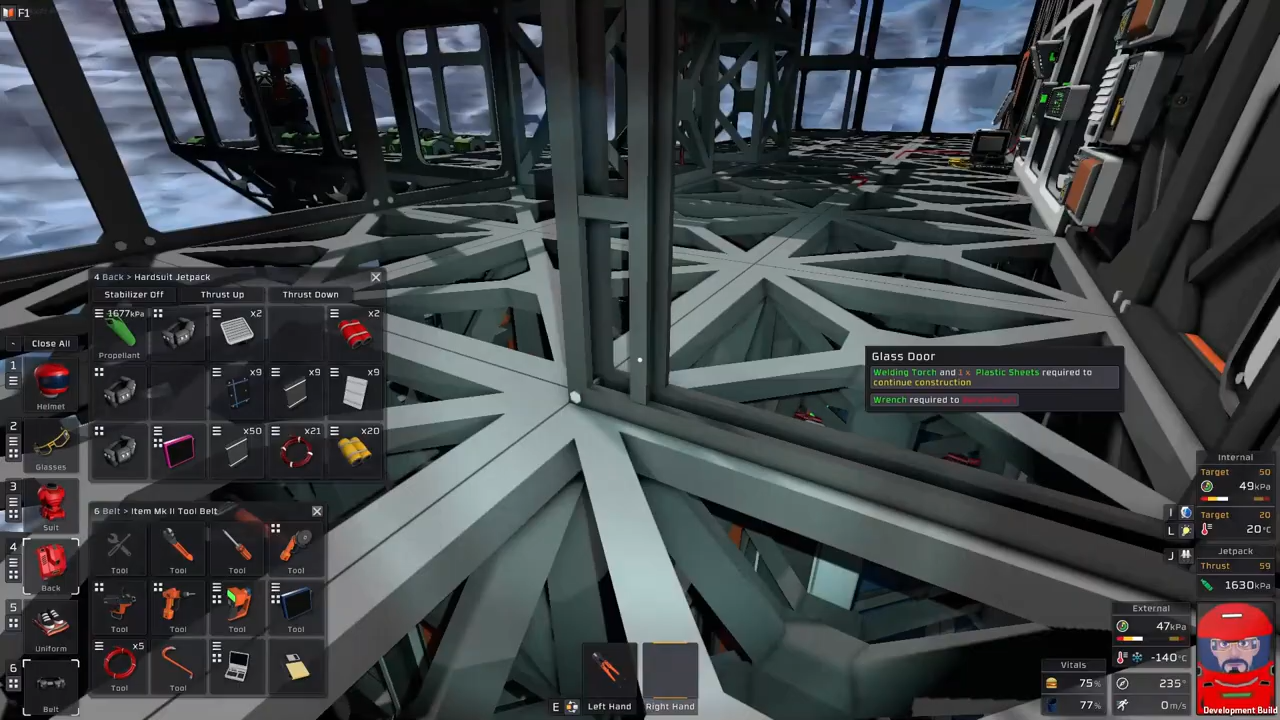 F1
4 Back > Hardsuit Jetpack
Stabilizer Off
Thrust Up
Thrust Down
1677kPa
x2
x2
Propellant
x9
x9
x9
x50
x21
x20
- Close All
1
Helmet
2
Glasses
3
Suit
4
Back
5
Uniform
6
Belt
6 Belt > Item Mk II Tool Belt
Tool
Tool
Tool
Tool
Tool
Tool
Tool
Tool
x5
Tool
Tool
Glass Door
Welding Torch and 1 x Plastic Sheets required to
continue construction
Wrench required to
E
Left Hand
Right Hand
Internal
Target 50
49kPa
Target 20
20°C
I
L
J
Jetpack
Thrust 59
1630kPa
External
47kPa
-140°C
235°
0m/s
Vitals
75%
77%
Development Build